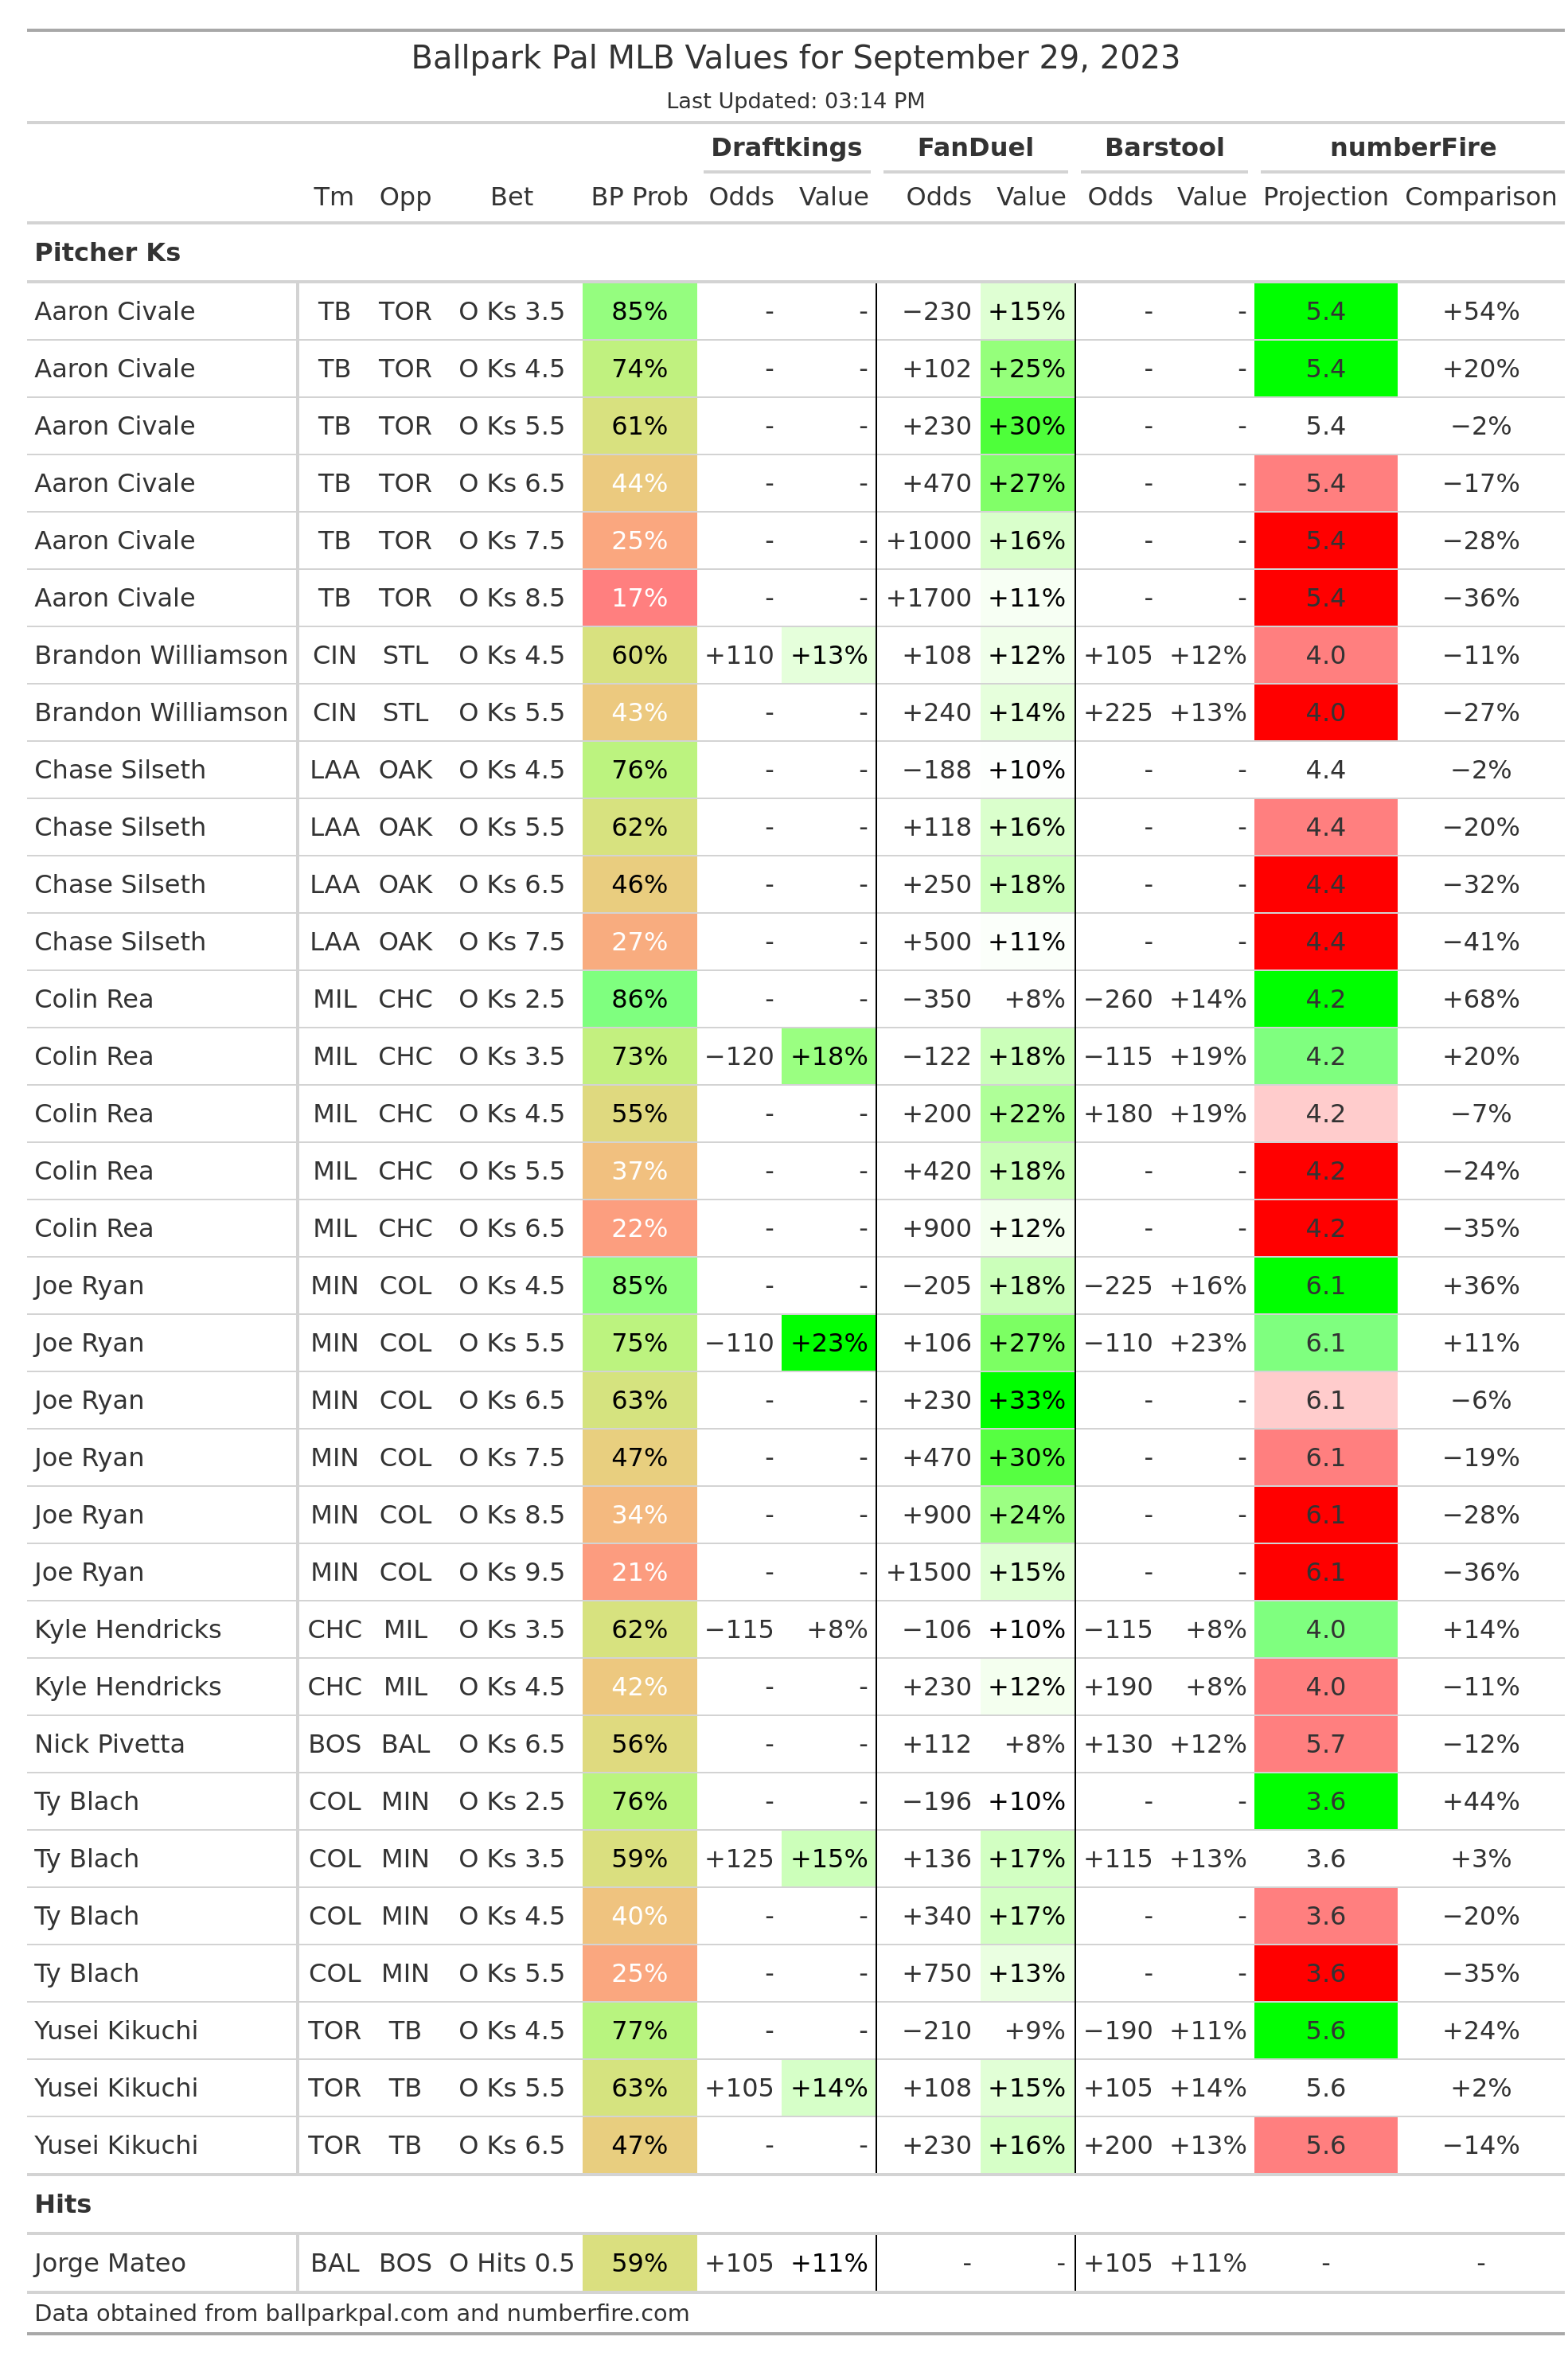 Ballpark Pal MLB Values for September 29, 2023
Last Updated: 03:14 PM
Draftkings FanDuel Barstool numberFire
Tm Opp Bet BP Prob Odds Value Odds Value Odds Value Projection Comparison
Pitcher Ks
Aaron Civale TB TOR O Ks 3.5 85% - - −230 +15% - - 5.4 +54%
Aaron Civale TB TOR O Ks 4.5 74% - - +102 +25% - - 5.4 +20%
Aaron Civale TB TOR O Ks 5.5 61% - - +230 +30% - - 5.4 −2%
Aaron Civale TB TOR O Ks 6.5 44% - - +470 +27% - - 5.4 −17%
Aaron Civale TB TOR O Ks 7.5 25% - - +1000 +16% - - 5.4 −28%
Aaron Civale TB TOR O Ks 8.5 17% - - +1700 +11% - - 5.4 −36%
Brandon Williamson CIN STL O Ks 4.5 60% +110 +13% +108 +12% +105 +12% 4.0 −11%
Brandon Williamson CIN STL O Ks 5.5 43% - - +240 +14% +225 +13% 4.0 −27%
Chase Silseth LAA OAK O Ks 4.5 76% - - −188 +10% - - 4.4 −2%
Chase Silseth LAA OAK O Ks 5.5 62% - - +118 +16% - - 4.4 −20%
Chase Silseth LAA OAK O Ks 6.5 46% - - +250 +18% - - 4.4 −32%
Chase Silseth LAA OAK O Ks 7.5 27% - - +500 +11% - - 4.4 −41%
Colin Rea MIL CHC O Ks 2.5 86% - - −350 +8% −260 +14% 4.2 +68%
Colin Rea MIL CHC O Ks 3.5 73% −120 +18% −122 +18% −115 +19% 4.2 +20%
Colin Rea MIL CHC O Ks 4.5 55% - - +200 +22% +180 +19% 4.2 −7%
Colin Rea MIL CHC O Ks 5.5 37% - - +420 +18% - - 4.2 −24%
Colin Rea MIL CHC O Ks 6.5 22% - - +900 +12% - - 4.2 −35%
Joe Ryan MIN COL O Ks 4.5 85% - - −205 +18% −225 +16% 6.1 +36%
Joe Ryan MIN COL O Ks 5.5 75% −110 +23% +106 +27% −110 +23% 6.1 +11%
Joe Ryan MIN COL O Ks 6.5 63% - - +230 +33% - - 6.1 −6%
Joe Ryan MIN COL O Ks 7.5 47% - - +470 +30% - - 6.1 −19%
Joe Ryan MIN COL O Ks 8.5 34% - - +900 +24% - - 6.1 −28%
Joe Ryan MIN COL O Ks 9.5 21% - - +1500 +15% - - 6.1 −36%
Kyle Hendricks CHC MIL O Ks 3.5 62% −115 +8% −106 +10% −115 +8% 4.0 +14%
Kyle Hendricks CHC MIL O Ks 4.5 42% - - +230 +12% +190 +8% 4.0 −11%
Nick Pivetta BOS BAL O Ks 6.5 56% - - +112 +8% +130 +12% 5.7 −12%
Ty Blach COL MIN O Ks 2.5 76% - - −196 +10% - - 3.6 +44%
Ty Blach COL MIN O Ks 3.5 59% +125 +15% +136 +17% +115 +13% 3.6 +3%
Ty Blach COL MIN O Ks 4.5 40% - - +340 +17% - - 3.6 −20%
Ty Blach COL MIN O Ks 5.5 25% - - +750 +13% - - 3.6 −35%
Yusei Kikuchi TOR TB O Ks 4.5 77% - - −210 +9% −190 +11% 5.6 +24%
Yusei Kikuchi TOR TB O Ks 5.5 63% +105 +14% +108 +15% +105 +14% 5.6 +2%
Yusei Kikuchi TOR TB O Ks 6.5 47% - - +230 +16% +200 +13% 5.6 −14%
Hits
Jorge Mateo BAL BOS O Hits 0.5 59% +105 +11% - - +105 +11% - -
Data obtained from ballparkpal.com and numberfire.com